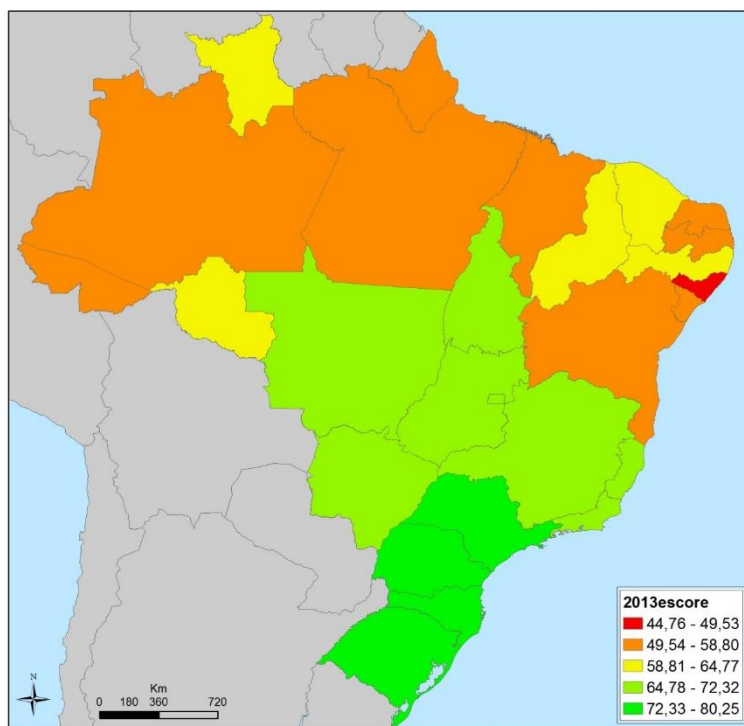 2013escore
44,76 - 49,53
49,54 - 58,80
58,81 - 64,77
64,78 - 72,32
72,33 - 80,25
N
Km
0 180 360 720